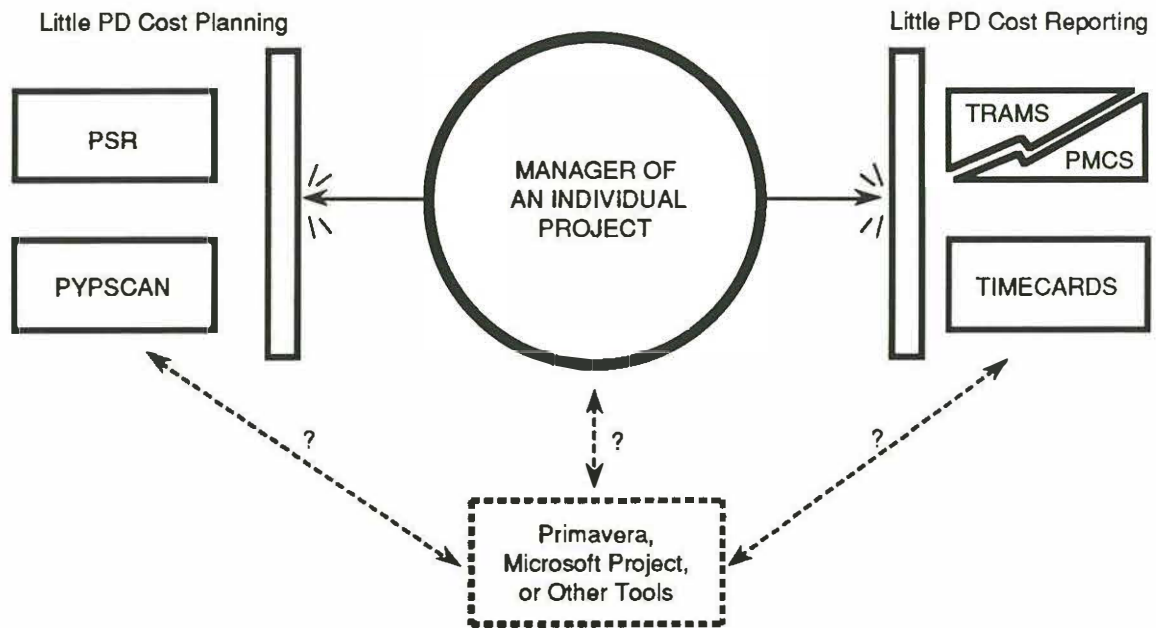 Little PD Cost Planning
Little PD Cost Reporting
PSR
PYPSCAN
MANAGER OF
AN INDIVIDUAL
PROJECT
TRAMS
PMCS
TIMECARDS
?
?
?
Primavera,
Microsoft Project,
or Other Tools